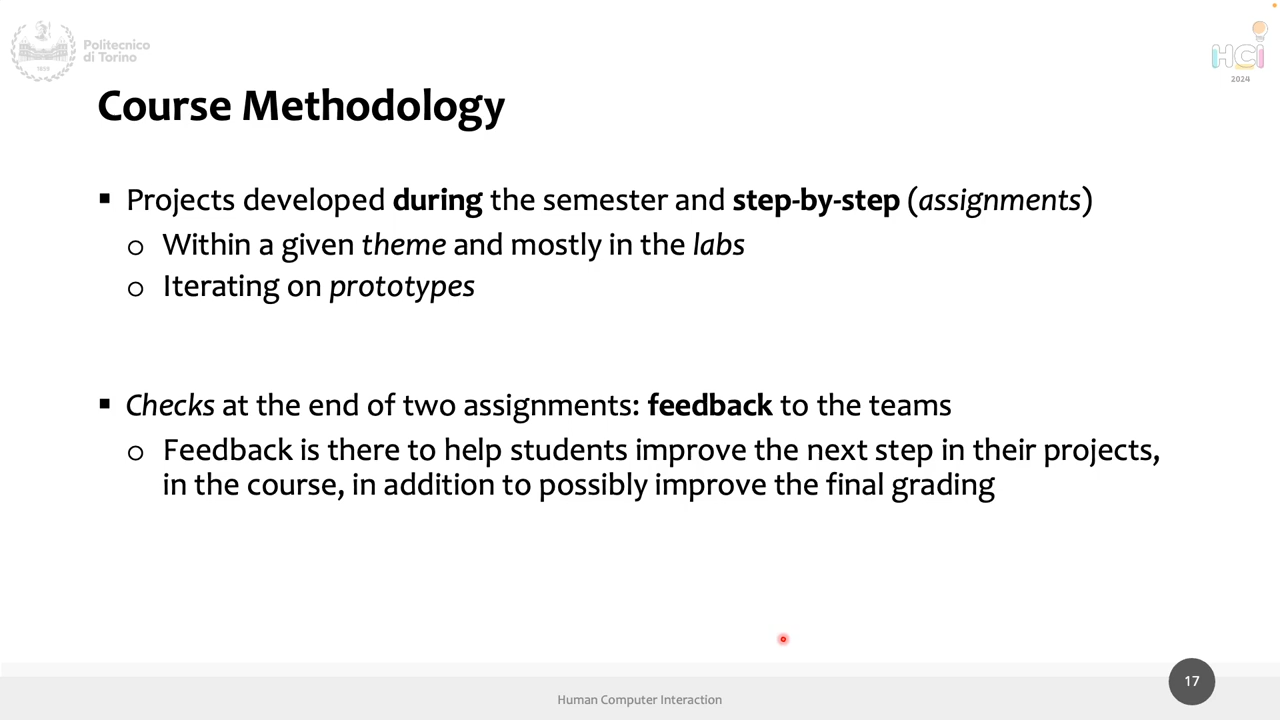 Politecnico
di Torino
1859
HCI
2024
Course Methodology
▪ Projects developed during the semester and step-by-step (assignments)
o Within a given theme and mostly in the labs
o Iterating on prototypes
▪ Checks at the end of two assignments: feedback to the teams
o Feedback is there to help students improve the next step in their projects,
in the course, in addition to possibly improve the final grading
Human Computer Interaction
17